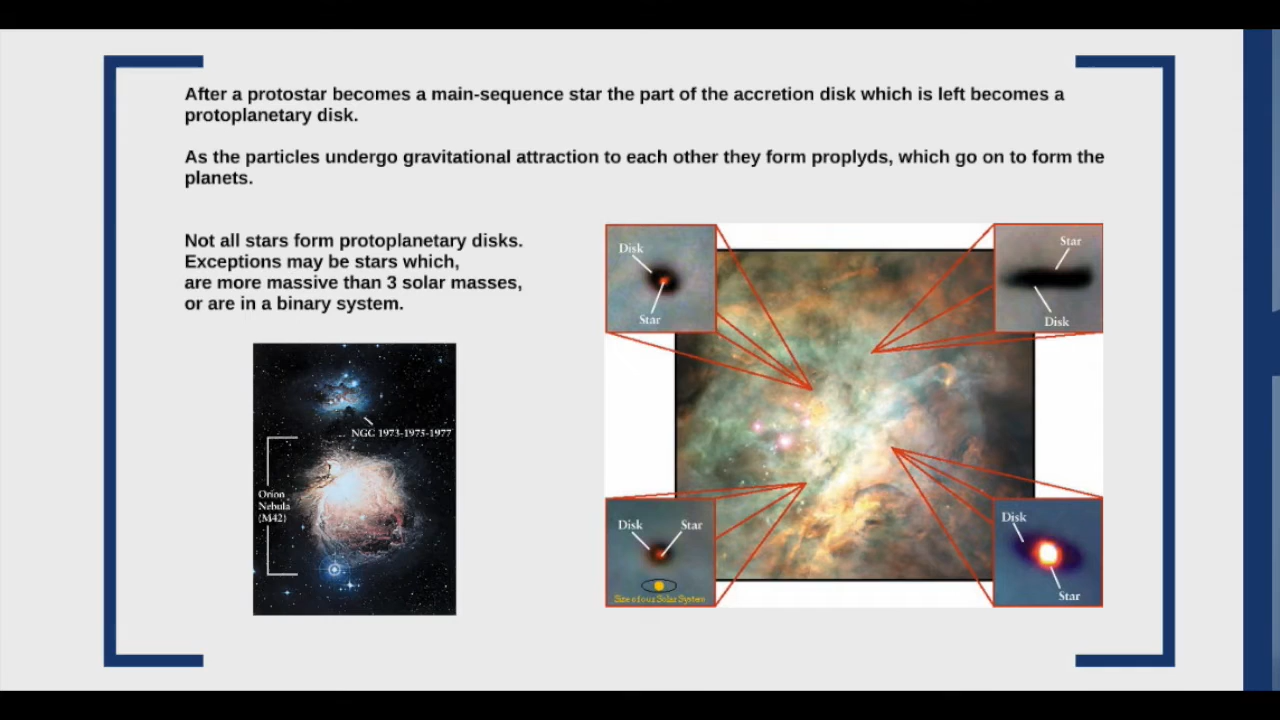 After a protostar becomes a main-sequence star the part of the accretion disk which is left becomes a
protoplanetary disk.
As the particles undergo gravitational attraction to each other they form proplyds, which go on to form the
planets.
Not all stars form protoplanetary disks.
Exceptions may be stars which,
are more massive than 3 solar masses,
or are in a binary system.
NGC 1973-1975-1977
Orion
Nebula
(M42)
Disk
Star
Star
Disk
Disk
Star
Size of our Solar System
Disk
Star